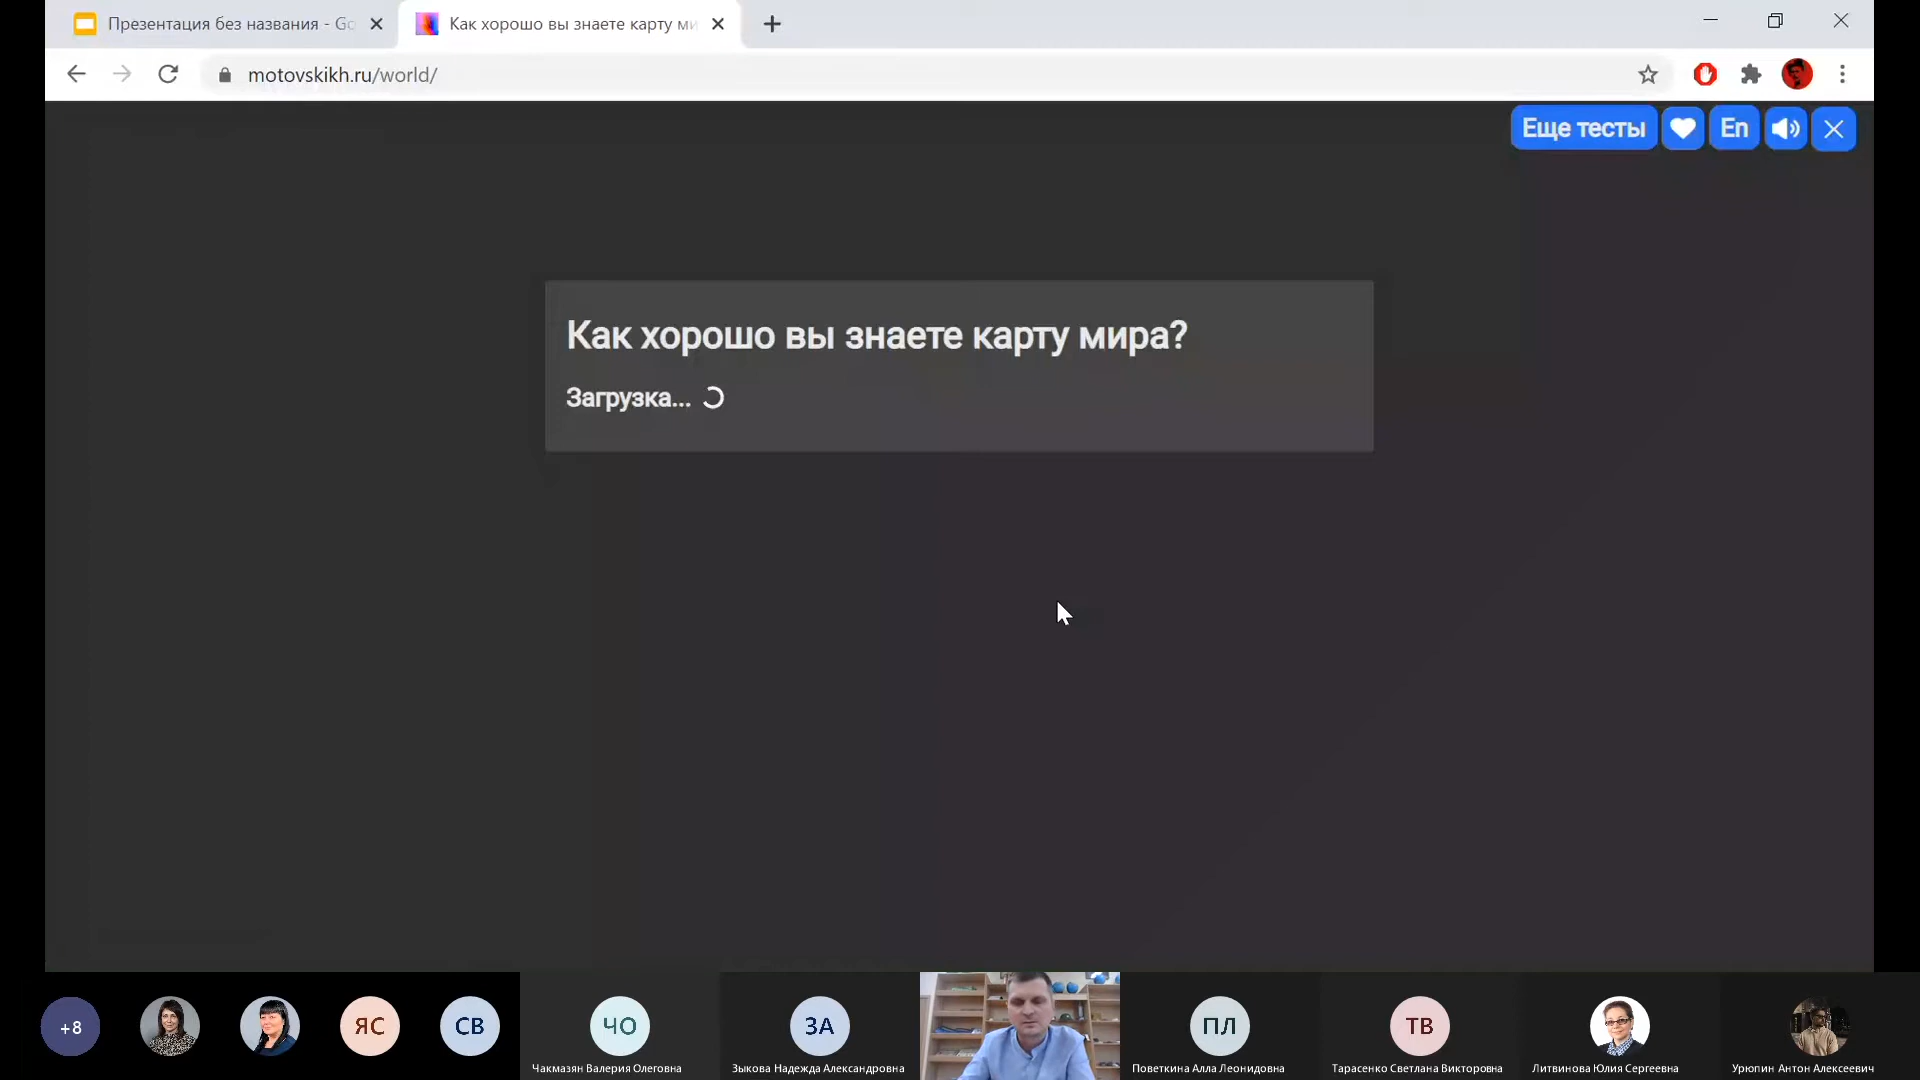 Презентация без названия - Go
Как хорошо вы знаете карту ми
motovskikh.ru/world/
Еще тесты
En
Как хорошо вы знаете карту мира?
Загрузка...
+8
ЯС
СВ
ЧО
ЗА
ПЛ
ТВ
Чакмазян Валерия Олеговна
Зыкова Надежда Александровна
Поветкина Алла Леонидовна
Тарасенко Светлана Викторовна
Литвинова Юлия Сергеевна
Урюпин Антон Алексеевич